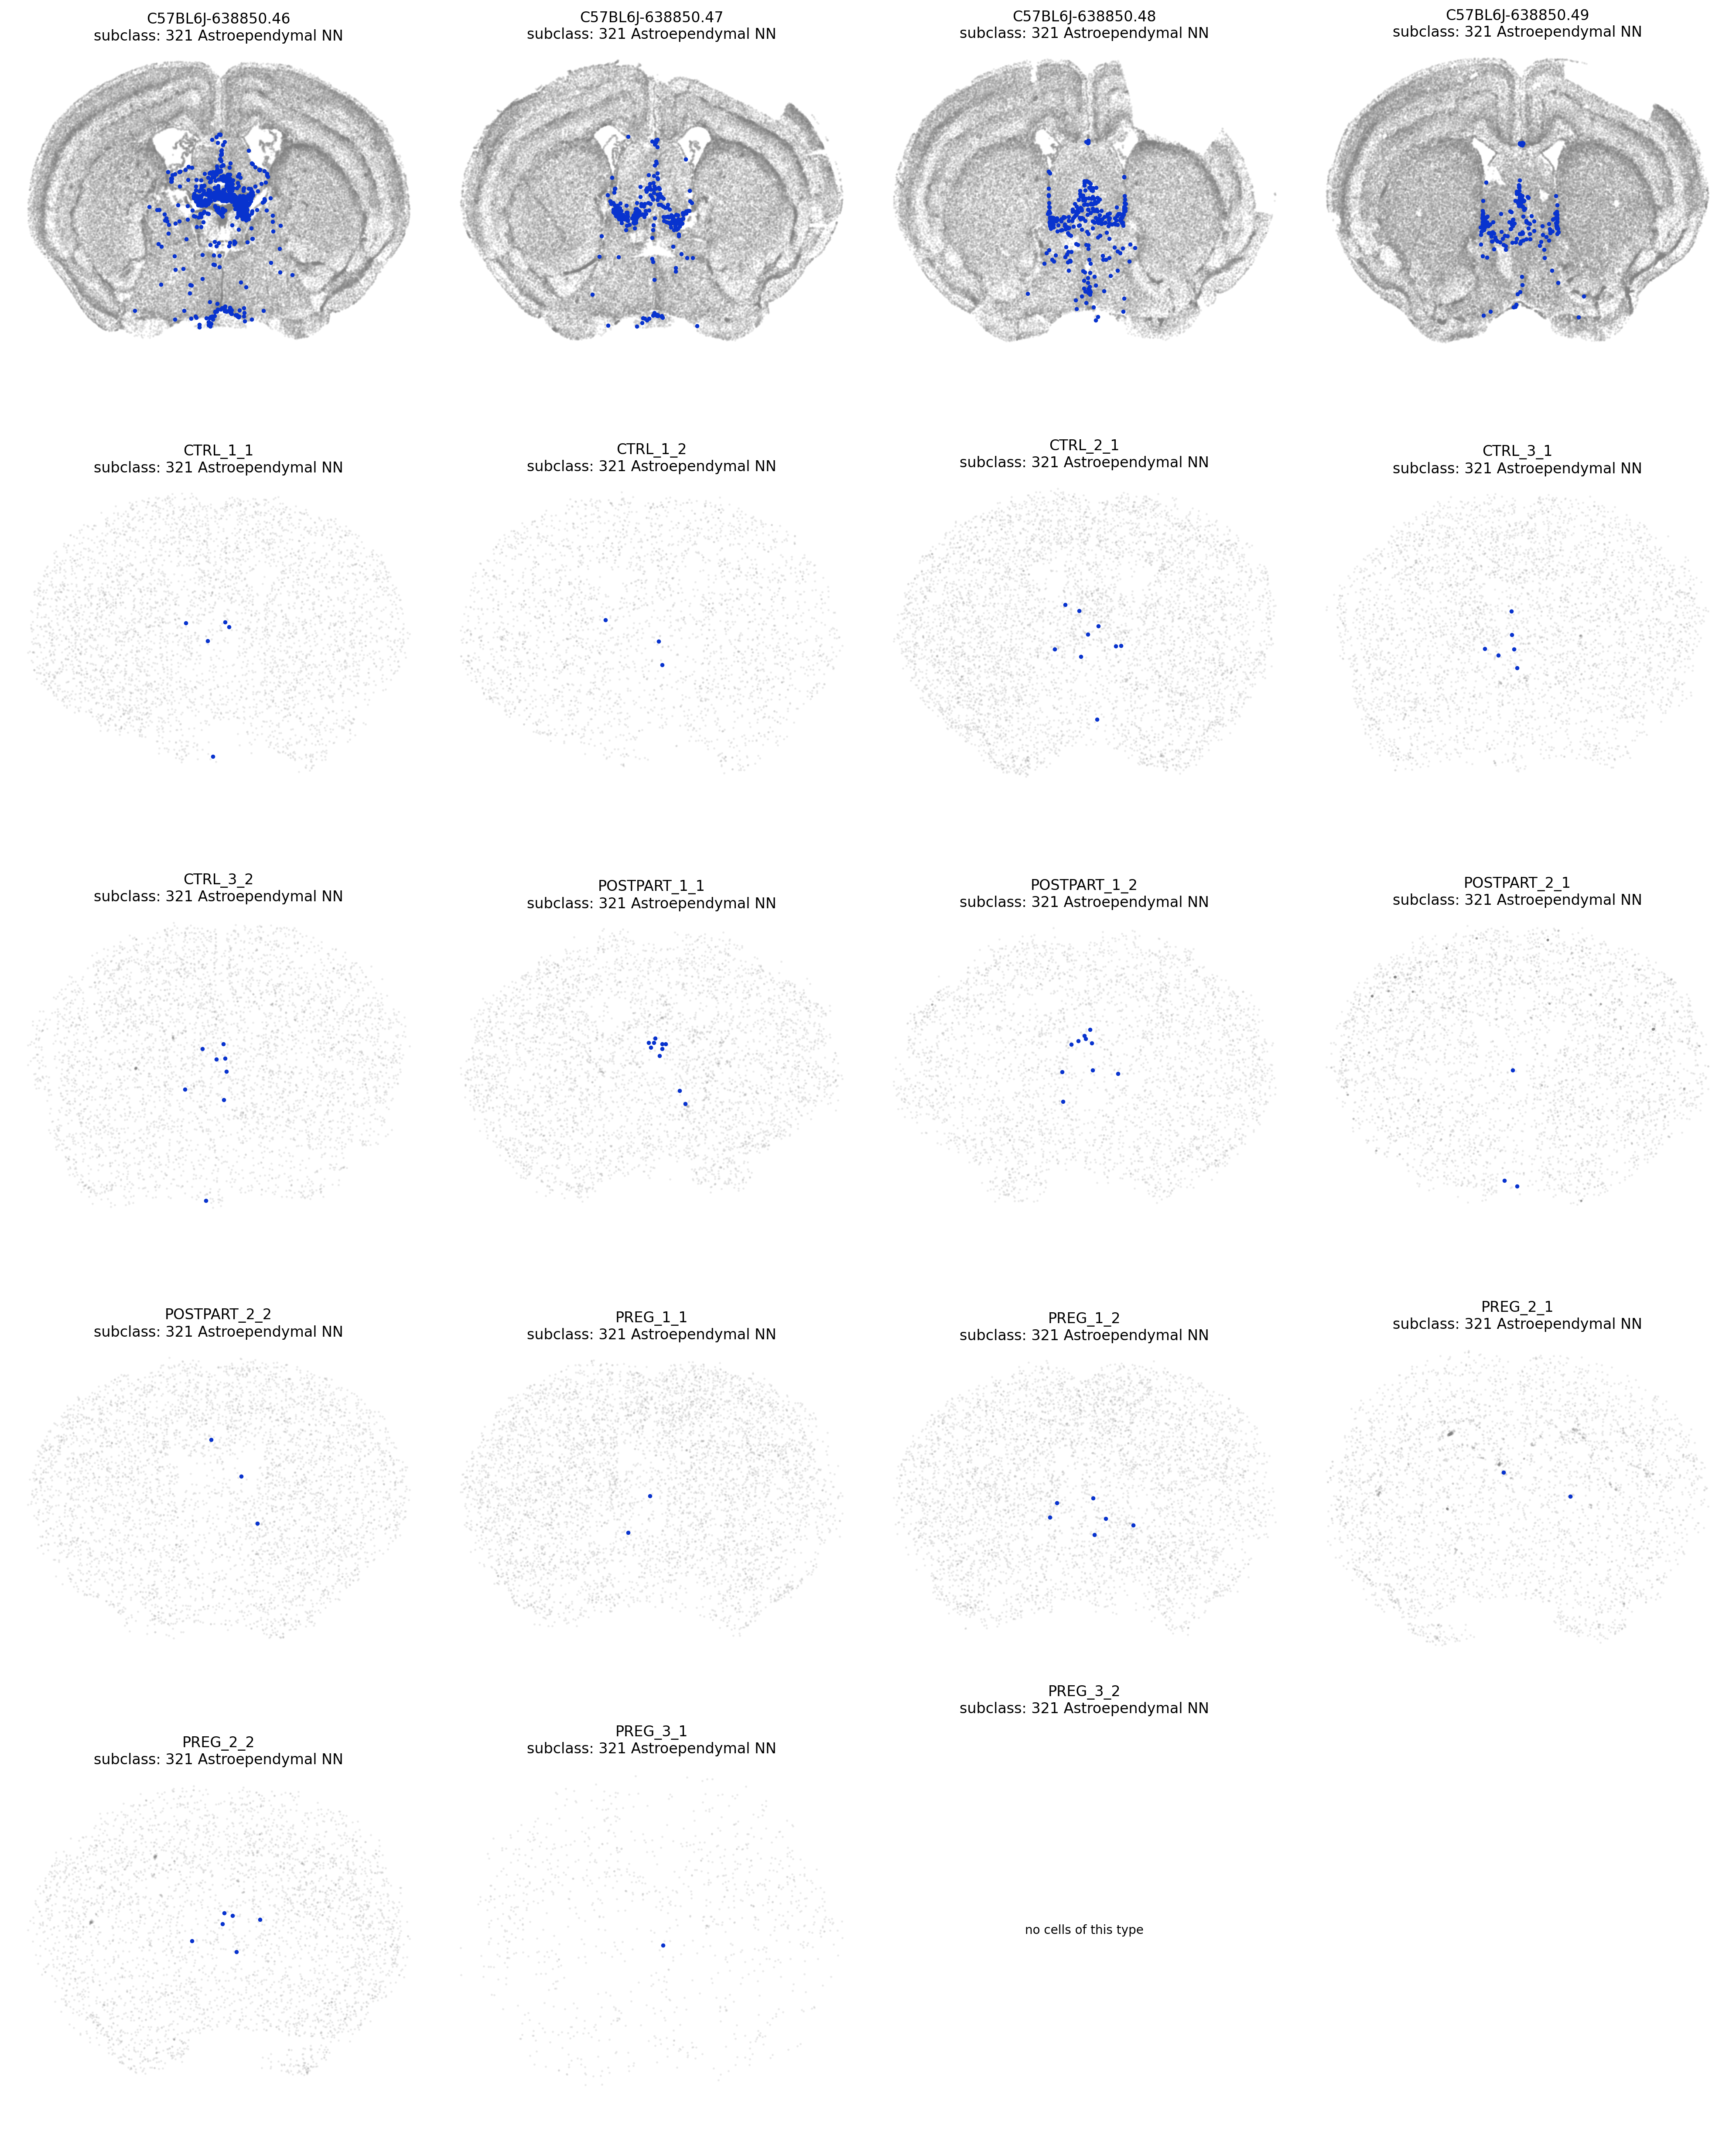 C57BL6J-638850.46
subclass: 321 Astroependymal NN
C57BL6J-638850.47
subclass: 321 Astroependymal NN
C57BL6J-638850.48
subclass: 321 Astroependymal NN
C57BL6J-638850.49
subclass: 321 Astroependymal NN
CTRL_1_1
subclass: 321 Astroependymal NN
CTRL_1_2
subclass: 321 Astroependymal NN
CTRL_2_1
subclass: 321 Astroependymal NN
CTRL_3_1
subclass: 321 Astroependymal NN
CTRL_3_2
subclass: 321 Astroependymal NN
POSTPART_1_1
subclass: 321 Astroependymal NN
POSTPART_1_2
subclass: 321 Astroependymal NN
POSTPART_2_1
subclass: 321 Astroependymal NN
POSTPART_2_2
subclass: 321 Astroependymal NN
PREG_1_1
subclass: 321 Astroependymal NN
PREG_1_2
subclass: 321 Astroependymal NN
PREG_2_1
subclass: 321 Astroependymal NN
PREG_2_2
subclass: 321 Astroependymal NN
PREG_3_1
subclass: 321 Astroependymal NN
PREG_3_2
subclass: 321 Astroependymal NN
no cells of this type